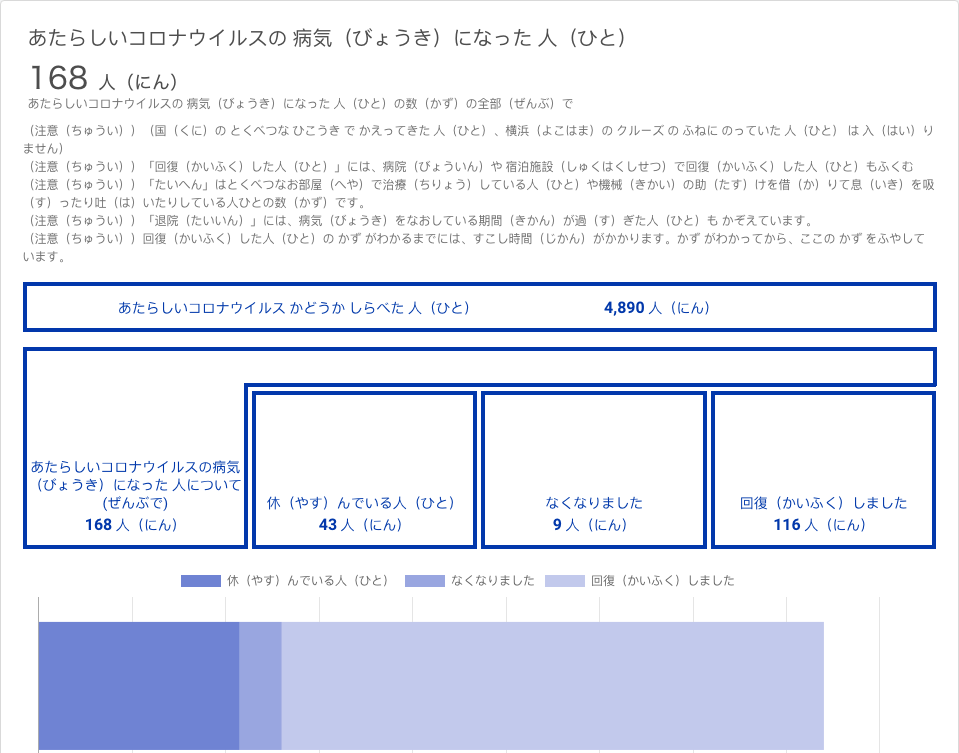 あたらしいコロナウイルスの 病気（びょうき）になった 人（ひと）
168 人（にん）
あたらしいコロナウイルスの 病気（びょうき）になった 人（ひと）の数（かず）の全部（ぜんぶ）で
（注意（ちゅうい））（国（くに）の とくべつな ひこうき で かえってきた 人（ひと）、横浜（よこはま）の クルーズ の ふねに のっていた 人（ひと） は 入（はい）り
ません）
（注意（ちゅうい））「回復（かいふく）した人（ひと）」には、病院（びょういん）や 宿泊施設（しゅくはくしせつ）で回復（かいふく）した人（ひと）もふくむ
（注意（ちゅうい））「たいへん」はとくべつなお部屋（へや）で治療（ちりょう）している人（ひと）や機械（きかい）の助（たす）けを借（か）りて息（いき）を吸
（す）ったり吐（は）いたりしている人ひとの数（かず）です。
（注意（ちゅうい））「退院（たいいん）」には、病気（びょうき）をなおしている期間（きかん）が過（す）ぎた人（ひと）も かぞえています。
（注意（ちゅうい））回復（かいふく）した人（ひと）の かず がわかるまでには、すこし時間（じかん）がかかります。かず がわかってから、ここの かず をふやして
います。
あたらしいコロナウイルス かどうか しらべた 人（ひと） 4,890 人（にん）
あたらしいコロナウイルスの病気
（びょうき）になった 人について
(ぜんぶで)
168 人（にん）
休（やす）んでいる人（ひと）
43 人（にん）
なくなりました
9 人（にん）
回復（かいふく）しました
116 人（にん）
休（やす）んでいる人（ひと） なくなりました 回復（かいふく）しました